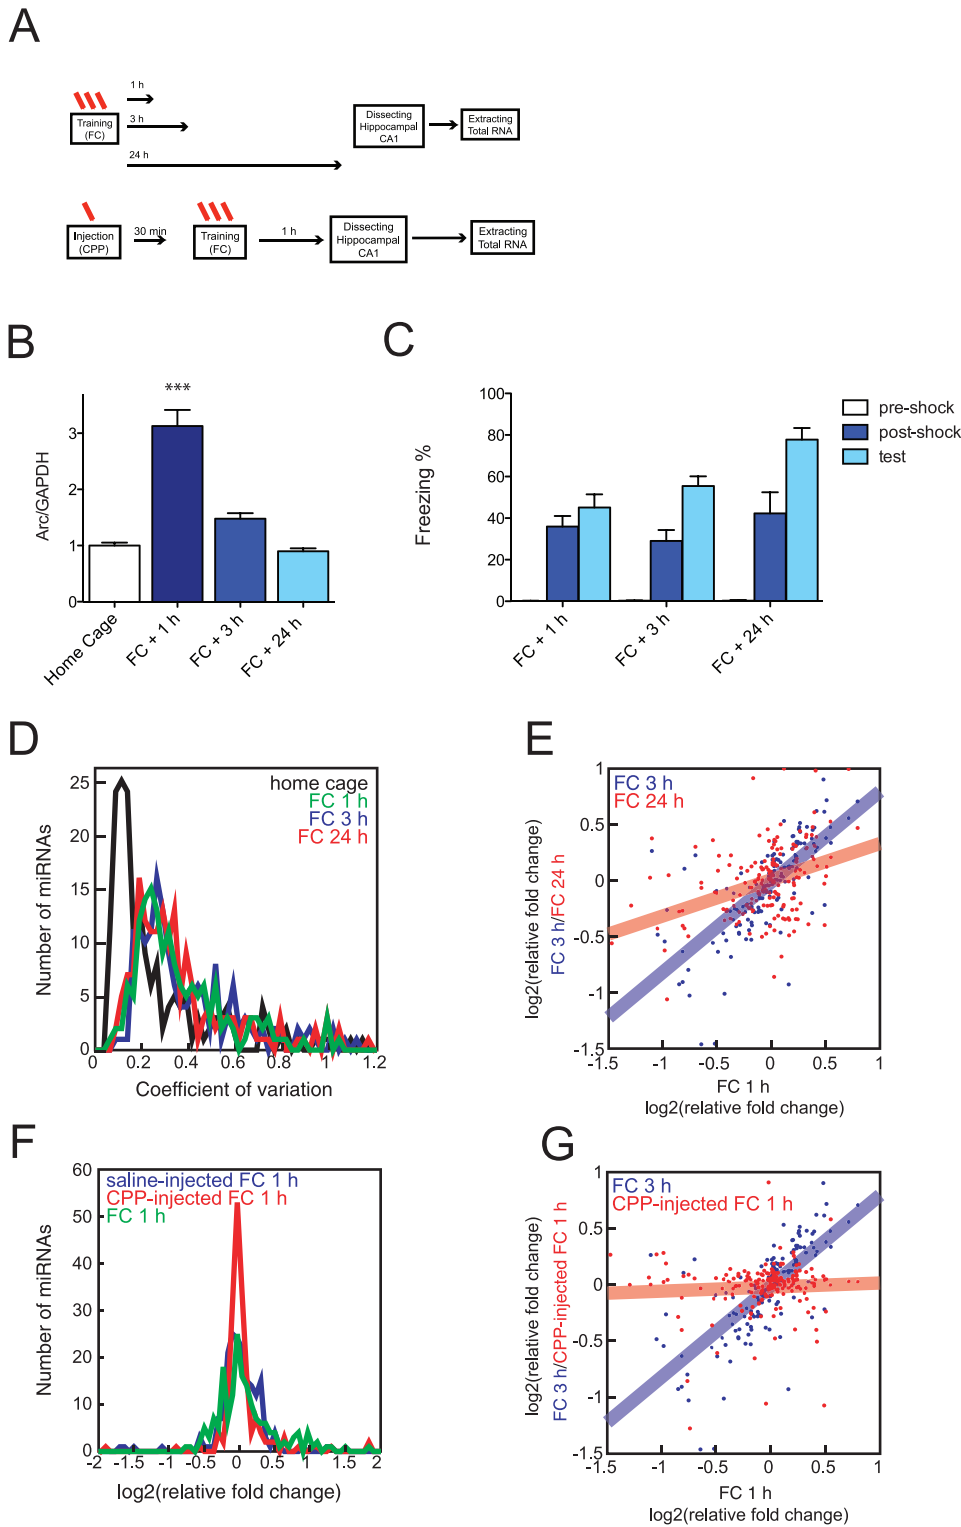 A
1 h
3 h
24 h
Training
(FC)
Dissecting
Hippocampal
CA1
Extracting
Total RNA
Injection
(CPP)
30 min
Training
(FC)
1 h
Dissecting
Hippocampal
CA1
Extracting
Total RNA
B
Arc/GAPDH
***
3
2
1
0
Home Cage
FC + 1 h
FC + 3 h
FC + 24 h
C
Freezing %
100
80
60
40
20
0
FC + 1 h
FC + 3 h
FC + 24 h
pre-shock
post-shock
test
D
Number of miRNAs
25
20
15
10
5
0
home cage
FC 1 h
FC 3 h
FC 24 h
0 0.2 0.4 0.6 0.8 1 1.2
Coefficient of variation
E
FC 3 h/FC 24 h
log2(relative fold change)
FC 3 h
FC 24 h
1
0.5
0
-0.5
-1
-1.5
-1.5 -1 -0.5 0 0.5 1
FC 1 h
log2(relative fold change)
F
Number of miRNAs
60
50
40
30
20
10
0
saline-injected FC 1 h
CPP-injected FC 1 h
FC 1 h
-2 -1.5 -1 -0.5 0 0.5 1 1.5 2
log2(relative fold change)
G
FC 3 h/CPP-injected FC 1 h
log2(relative fold change)
FC 3 h
CPP-injected FC 1 h
1
0.5
0
-0.5
-1
-1.5
-1.5 -1 -0.5 0 0.5 1
FC 1 h
log2(relative fold change)